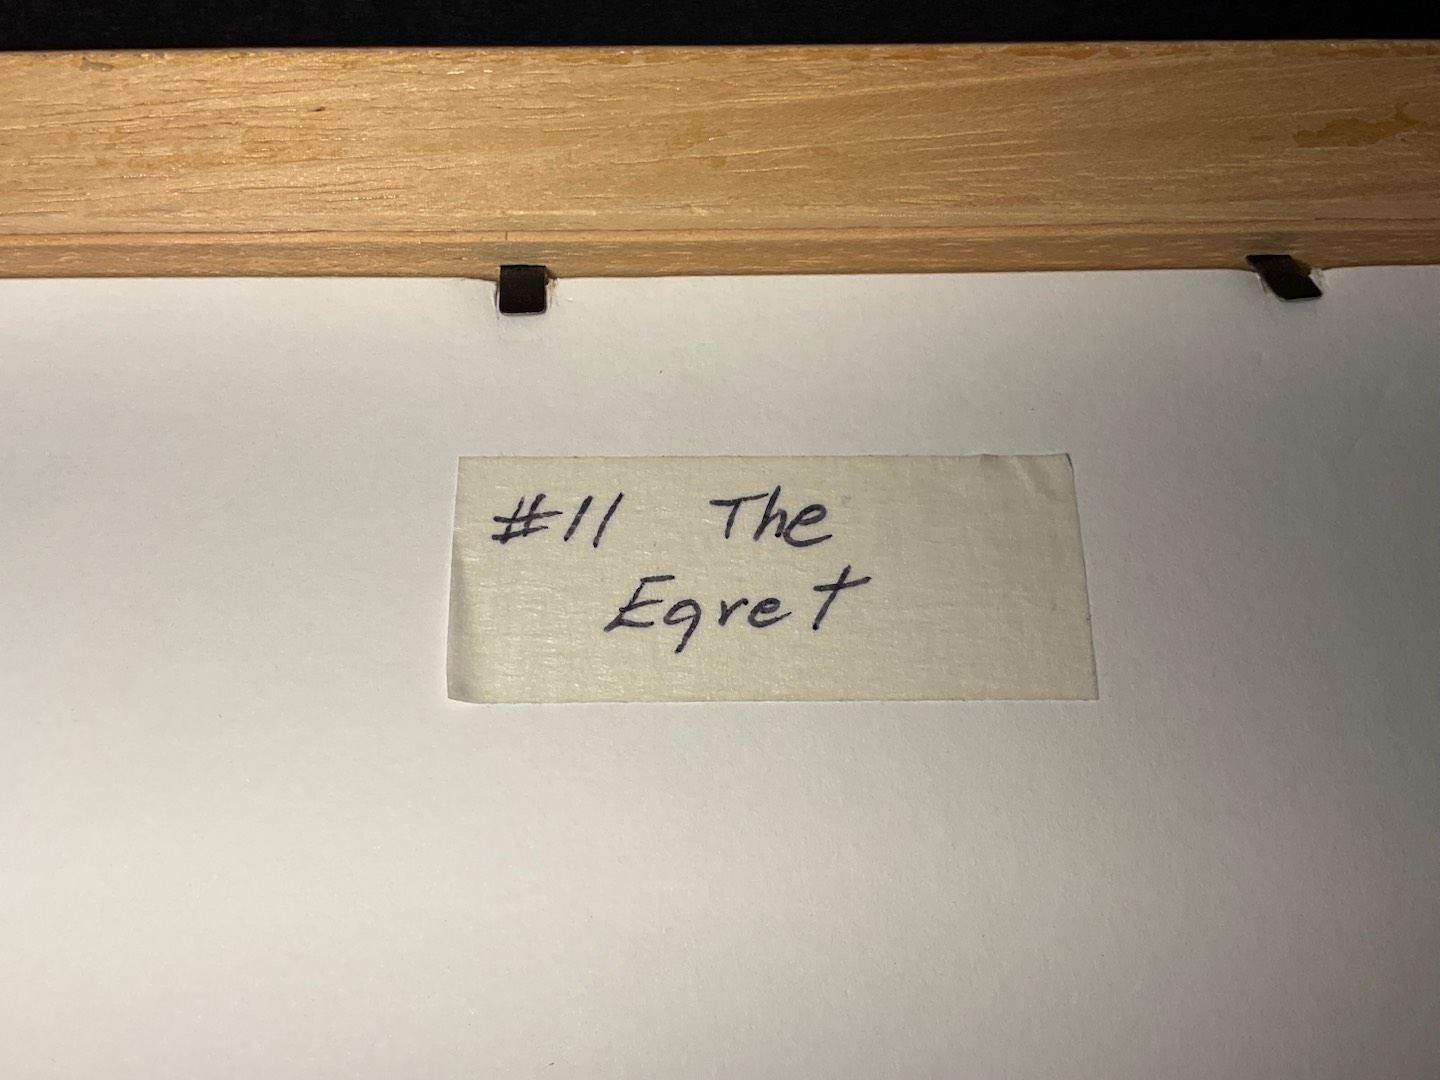 #11 The
Egret